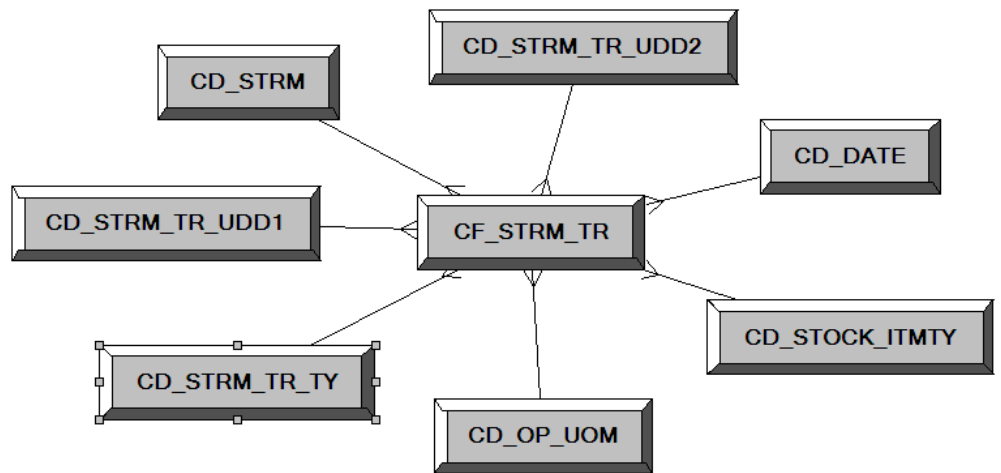 CD_STRM_TR_UDD2
CD_STRM
CD_DATE
CD_STRM_TR_UDD1
CF_STRM_TR
CD_STOCK_ITMTY
CD_STRM_TR_TY
CD_OP_UOM